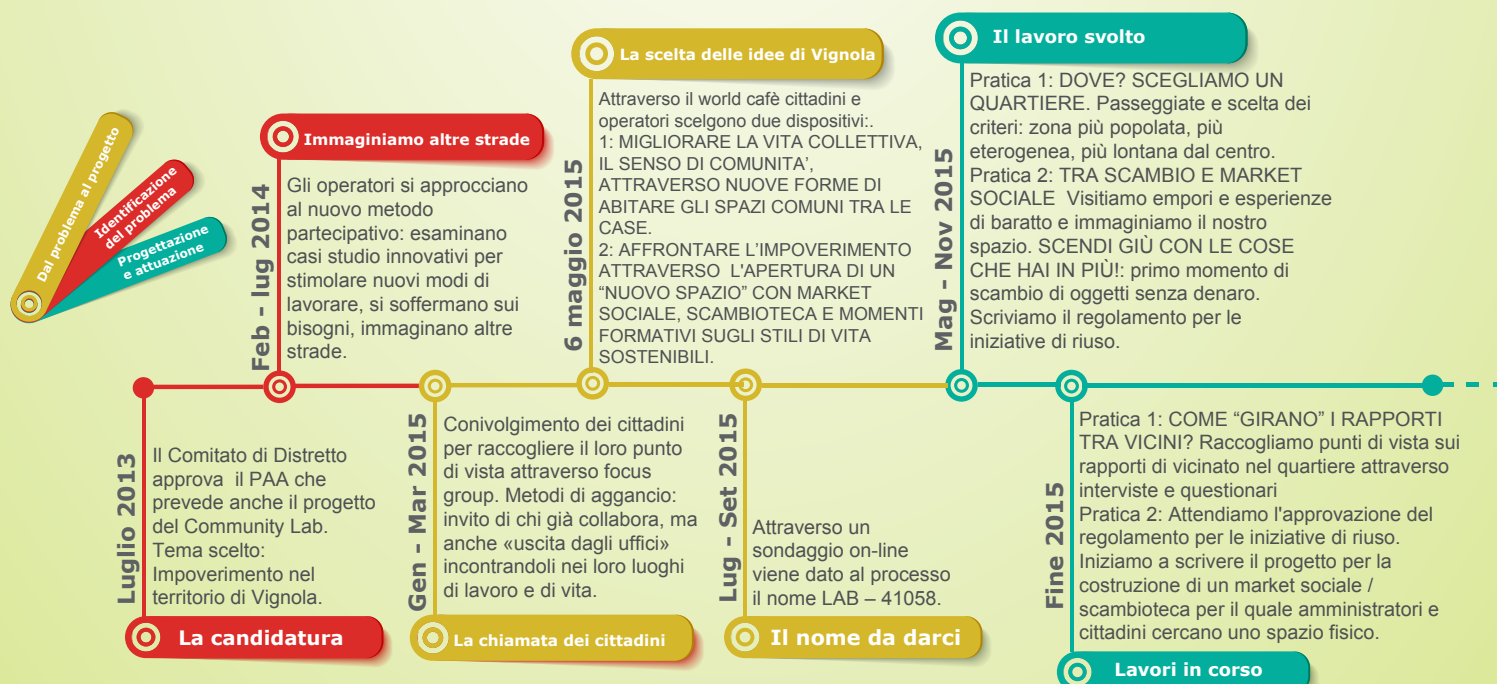 Dal problema al progetto
Identificazione
del problema
Progettazione
e attuazione
Luglio 2013
Il Comitato di Distretto
approva il PAA che
prevede anche il progetto
del Community Lab.
Tema scelto:
Impoverimento nel
territorio di Vignola.
La candidatura
Immaginiamo altre strade
Feb - lug 2014
Gli operatori si approcciano
al nuovo metodo
partecipativo: esaminano
casi studio innovativi per
stimolare nuovi modi di
lavorare, si soffermano sui
bisogni, immaginano altre
strade.
Gen - Mar 2015
Conivolgimento dei cittadini
per raccogliere il loro punto
di vista attraverso focus
group. Metodi di aggancio:
invito di chi già collabora, ma
anche «uscita dagli uffici»
incontrandoli nei loro luoghi
di lavoro e di vita.
La chiamata dei cittadini
La scelta delle idee di Vignola
6 maggio 2015
Attraverso il world cafè cittadini e
operatori scelgono due dispositivi:.
1: MIGLIORARE LA VITA COLLETTIVA,
IL SENSO DI COMUNITA’,
ATTRAVERSO NUOVE FORME DI
ABITARE GLI SPAZI COMUNI TRA LE
CASE.
2: AFFRONTARE L’IMPOVERIMENTO
ATTRAVERSO L'APERTURA DI UN
“NUOVO SPAZIO” CON MARKET
SOCIALE, SCAMBIOTECA E MOMENTI
FORMATIVI SUGLI STILI DI VITA
SOSTENIBILI.
Lug - Set 2015
Attraverso un
sondaggio on-line
viene dato al processo
il nome LAB – 41058.
Il nome da darci
Il lavoro svolto
Mag - Nov 2015
Pratica 1: DOVE? SCEGLIAMO UN
QUARTIERE. Passeggiate e scelta dei
criteri: zona più popolata, più
eterogenea, più lontana dal centro.
Pratica 2: TRA SCAMBIO E MARKET
SOCIALE Visitiamo empori e esperienze
di baratto e immaginiamo il nostro
spazio. SCENDI GIÙ CON LE COSE
CHE HAI IN PIÙ!: primo momento di
scambio di oggetti senza denaro.
Scriviamo il regolamento per le
iniziative di riuso.
Fine 2015
Pratica 1: COME “GIRANO” I RAPPORTI
TRA VICINI? Raccogliamo punti di vista sui
rapporti di vicinato nel quartiere attraverso
interviste e questionari
Pratica 2: Attendiamo l'approvazione del
regolamento per le iniziative di riuso.
Iniziamo a scrivere il progetto per la
costruzione di un market sociale /
scambioteca per il quale amministratori e
cittadini cercano uno spazio fisico.
Lavori in corso